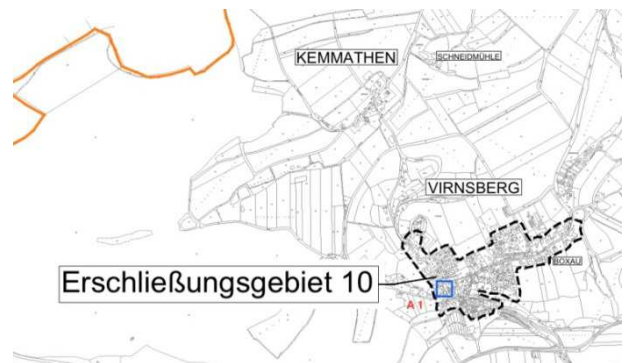 KEMMATHEN
SCHNEIDMÜHLE
VIRNSBERG
BOXAU
Erschließungsgebiet 10
A 1